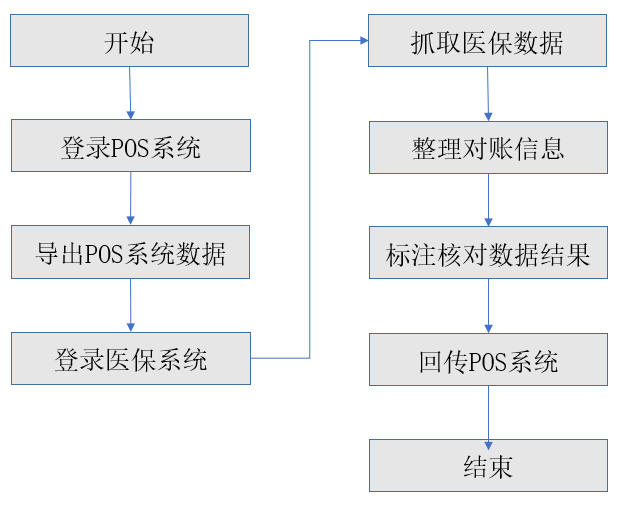 开始
登录POS系统
导出POS系统数据
登录医保系统
抓取医保数据
整理对账信息
标注核对数据结果
回传POS系统
结束